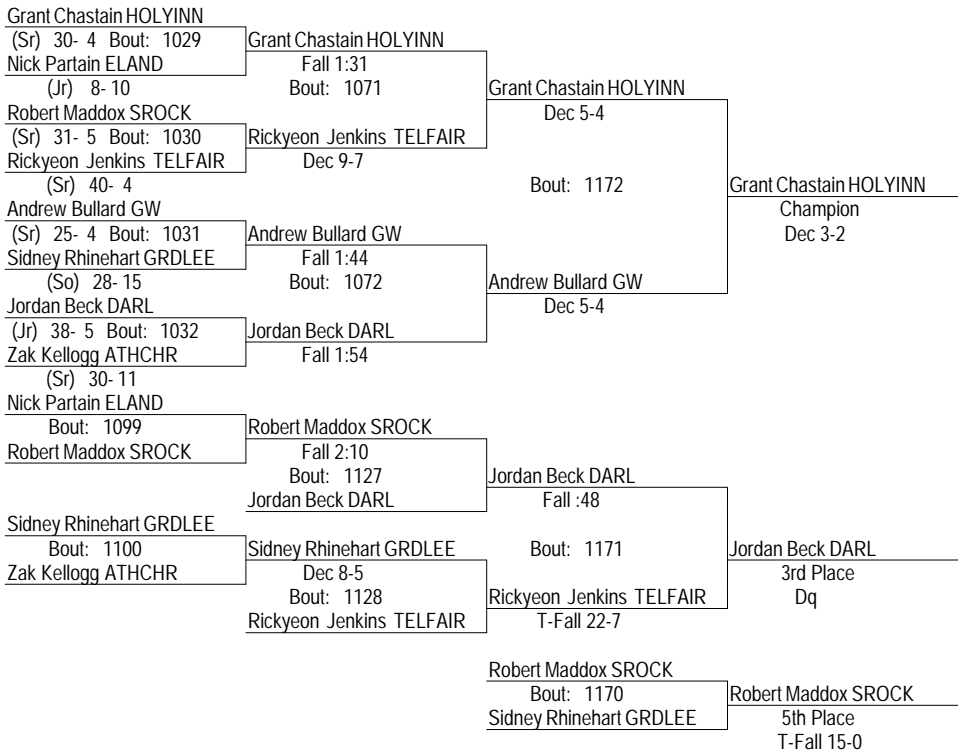 Grant Chastain HOLYINN
(Sr) 30- 4 Bout: 1029
Nick Partain ELAND
(Jr) 8- 10
Robert Maddox SROCK
(Sr) 31- 5 Bout: 1030
Rickyeon Jenkins TELFAIR
(Sr) 40- 4
Andrew Bullard GW
(Sr) 25- 4 Bout: 1031
Sidney Rhinehart GRDLEE
(So) 28- 15
Jordan Beck DARL
(Jr) 38- 5 Bout: 1032
Zak Kellogg ATHCHR
(Sr) 30- 11
Nick Partain ELAND
Bout: 1099
Robert Maddox SROCK
Sidney Rhinehart GRDLEE
Bout: 1100
Zak Kellogg ATHCHR
Grant Chastain HOLYINN
Fall 1:31
Bout: 1071
Rickyeon Jenkins TELFAIR
Dec 9-7
Andrew Bullard GW
Fall 1:44
Bout: 1072
Jordan Beck DARL
Fall 1:54
Robert Maddox SROCK
Fall 2:10
Bout: 1127
Jordan Beck DARL
Sidney Rhinehart GRDLEE
Dec 8-5
Bout: 1128
Rickyeon Jenkins TELFAIR
Grant Chastain HOLYINN
Dec 5-4
Bout: 1172
Andrew Bullard GW
Dec 5-4
Jordan Beck DARL
Fall :48
Bout: 1171
Rickyeon Jenkins TELFAIR
T-Fall 22-7
Robert Maddox SROCK
Bout: 1170
Sidney Rhinehart GRDLEE
Grant Chastain HOLYINN
Champion
Dec 3-2
Jordan Beck DARL
3rd Place
Dq
Robert Maddox SROCK
5th Place
T-Fall 15-0